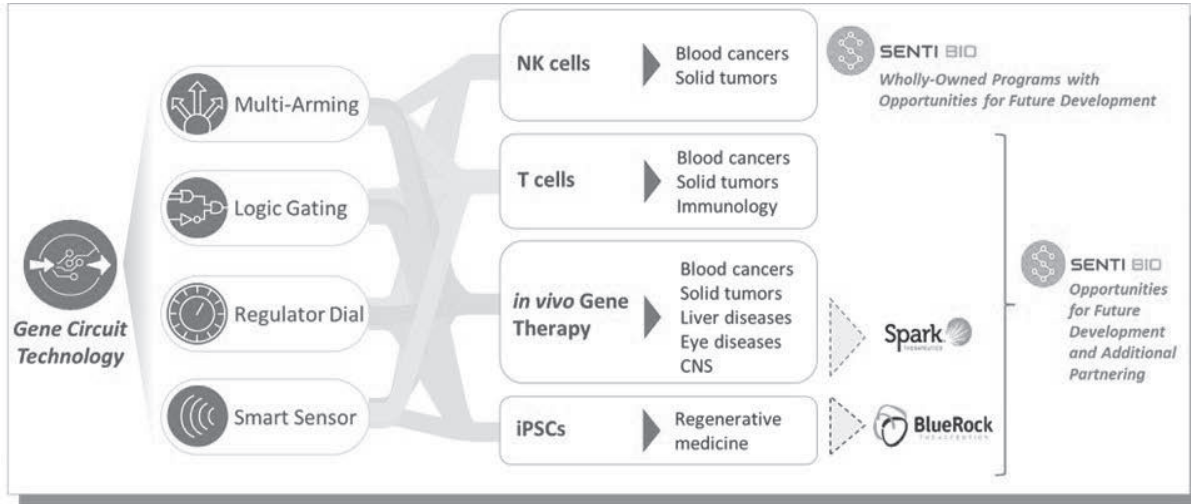 Gene Circuit
Technology
Multi-Arming
Logic Gating
Regulator Dial
Smart Sensor
NK cells
Blood cancers
Solid tumors
SENTI BIO
Wholly-Owned Programs with
Opportunities for Future Development
T cells
Blood cancers
Solid tumors
Immunology
in vivo Gene
Therapy
Blood cancers
Solid tumors
Liver diseases
Eye diseases
CNS
Spark
THERAPEUTICS
iPSCs
Regenerative
medicine
BlueRock
THERAPEUTICS
SENTI BIO
Opportunities
for Future
Development
and Additional
Partnering